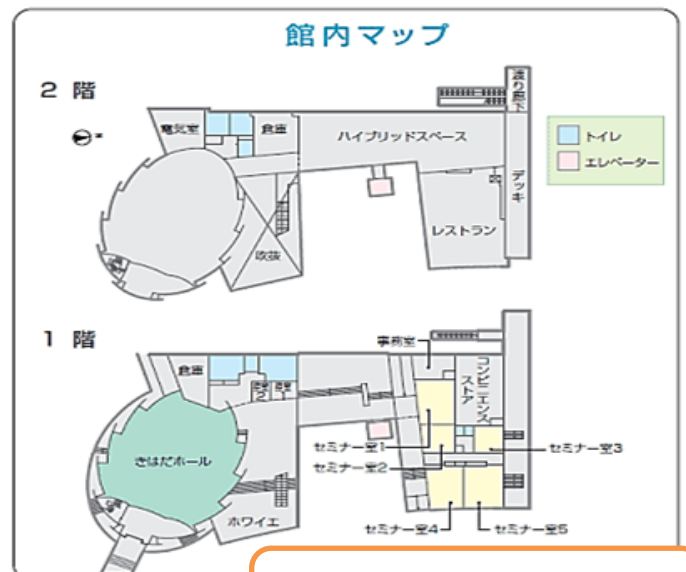 館内マップ
2 階
電気室
倉庫
ハイブリッドスペース
渡り廊下
デッキ
吹抜
レストラン
トイレ
エレベーター
1 階
倉庫
事務室
コンビニエンスストア
きはだホール
ホワイエ
セミナー室1
セミナー室2
セミナー室3
セミナー室4
セミナー室5